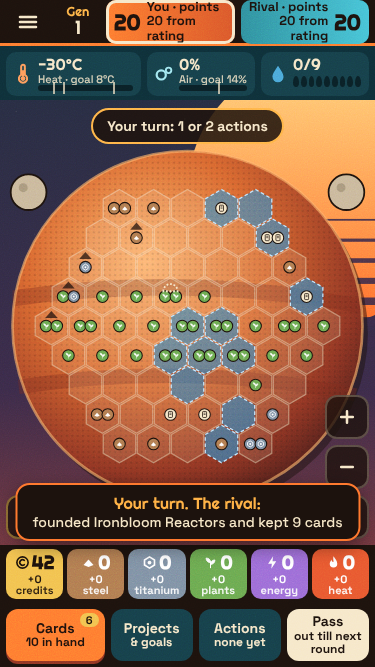 Gen
1
20
You · points
20 from
rating
Rival · points
20 from
rating
20
-30°C
Heat · goal 8°C
0%
Air · goal 14%
0/9
Your turn: 1 or 2 actions
+
−
Your turn. The rival:
founded Ironbloom Reactors and kept 9 cards
© 42
+0
credits
0
+0
steel
0
+0
titanium
0
+0
plants
0
+0
energy
0
+0
heat
6
Cards
10 in hand
Projects
& goals
Actions
none yet
Pass
out till next
round